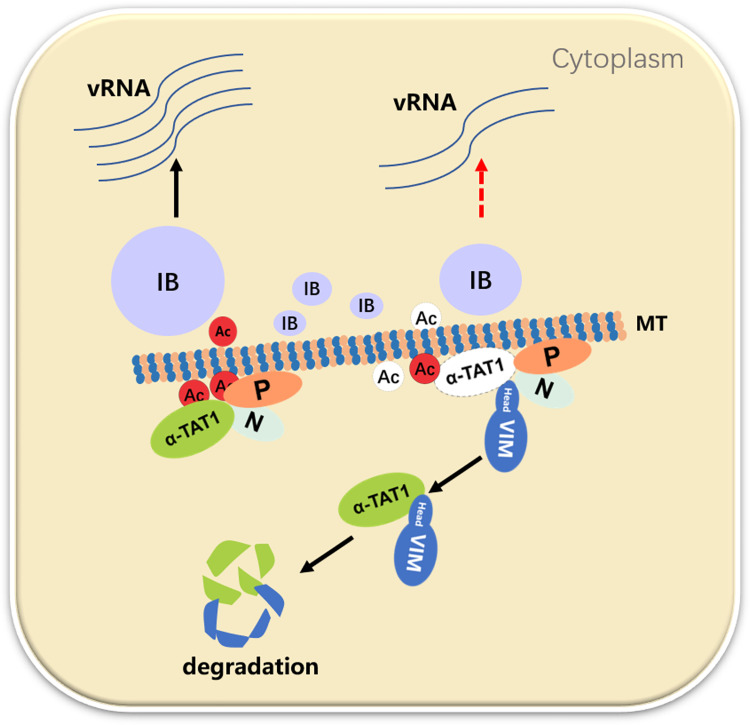 Cytoplasm
vRNA
vRNA
IB
IB
IB
IB
IB
Ac
Ac
MT
Ac
Ac
P
N
α-TAT1
Ac
Ac
α-TAT1
P
N
Head
VIM
α-TAT1
Head
VIM
degradation